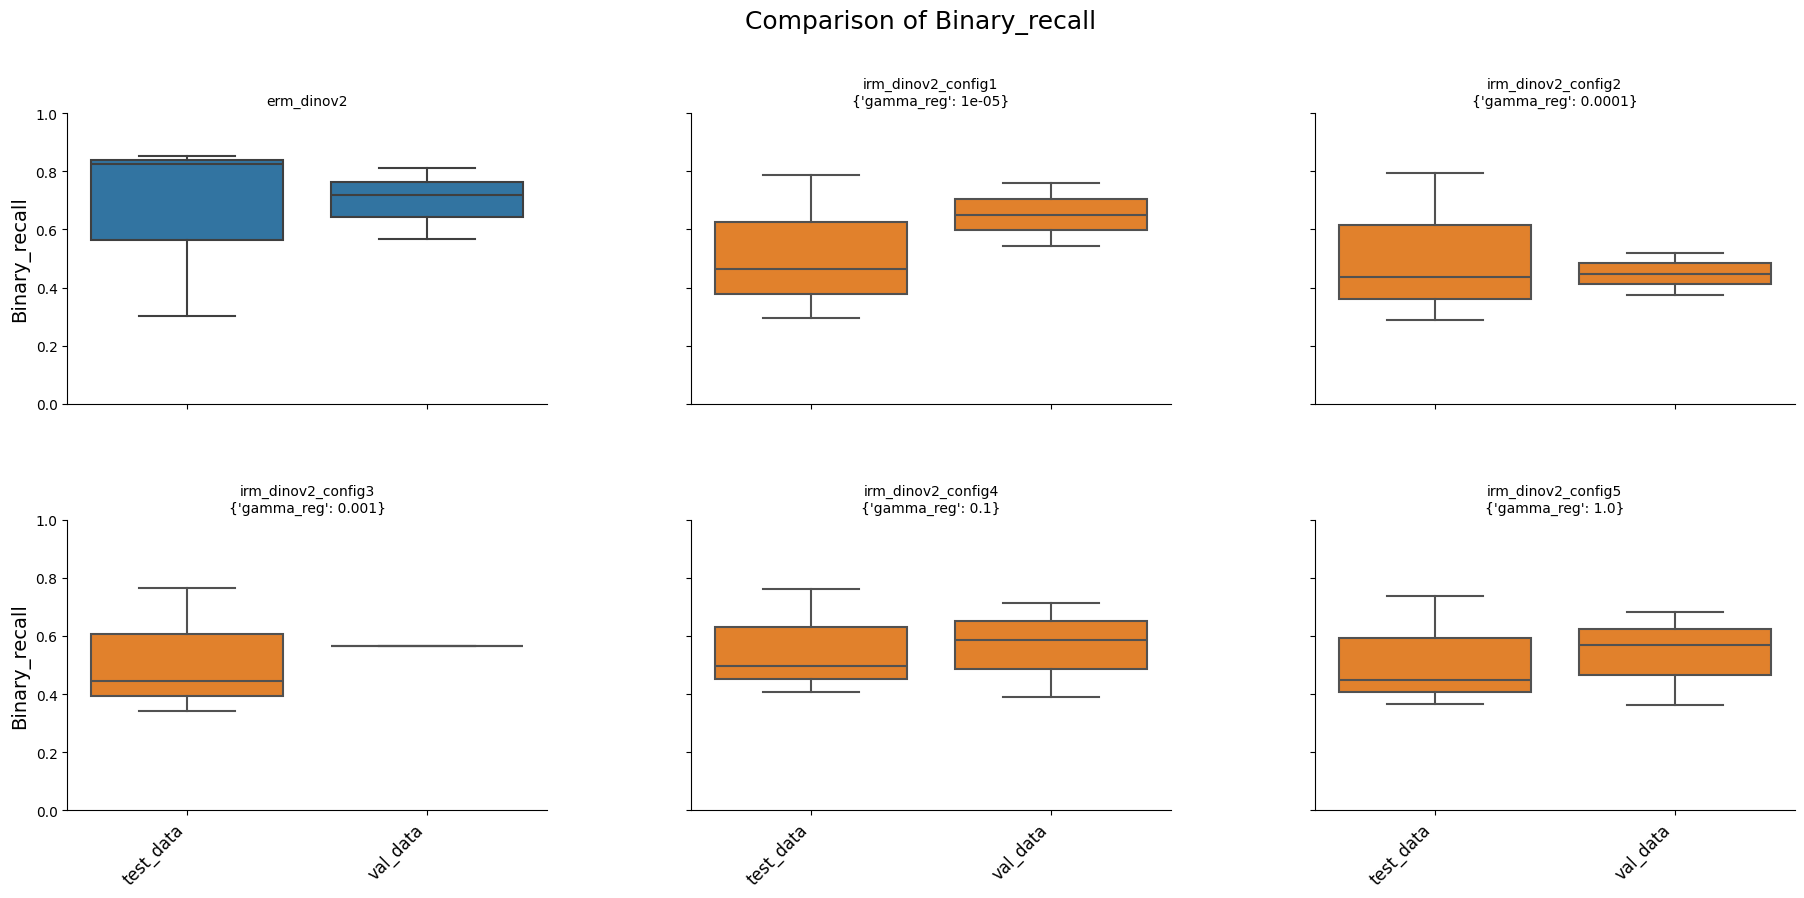 Comparison of Binary_recall
erm_dinov2
irm_dinov2_config1
{'gamma_reg': 1e-05}
irm_dinov2_config2
{'gamma_reg': 0.0001}
Binary_recall
1.0
0.8
0.6
0.4
0.2
0.0
irm_dinov2_config3
{'gamma_reg': 0.001}
irm_dinov2_config4
{'gamma_reg': 0.1}
irm_dinov2_config5
{'gamma_reg': 1.0}
Binary_recall
1.0
0.8
0.6
0.4
0.2
0.0
test_data
val_data
test_data
val_data
test_data
val_data